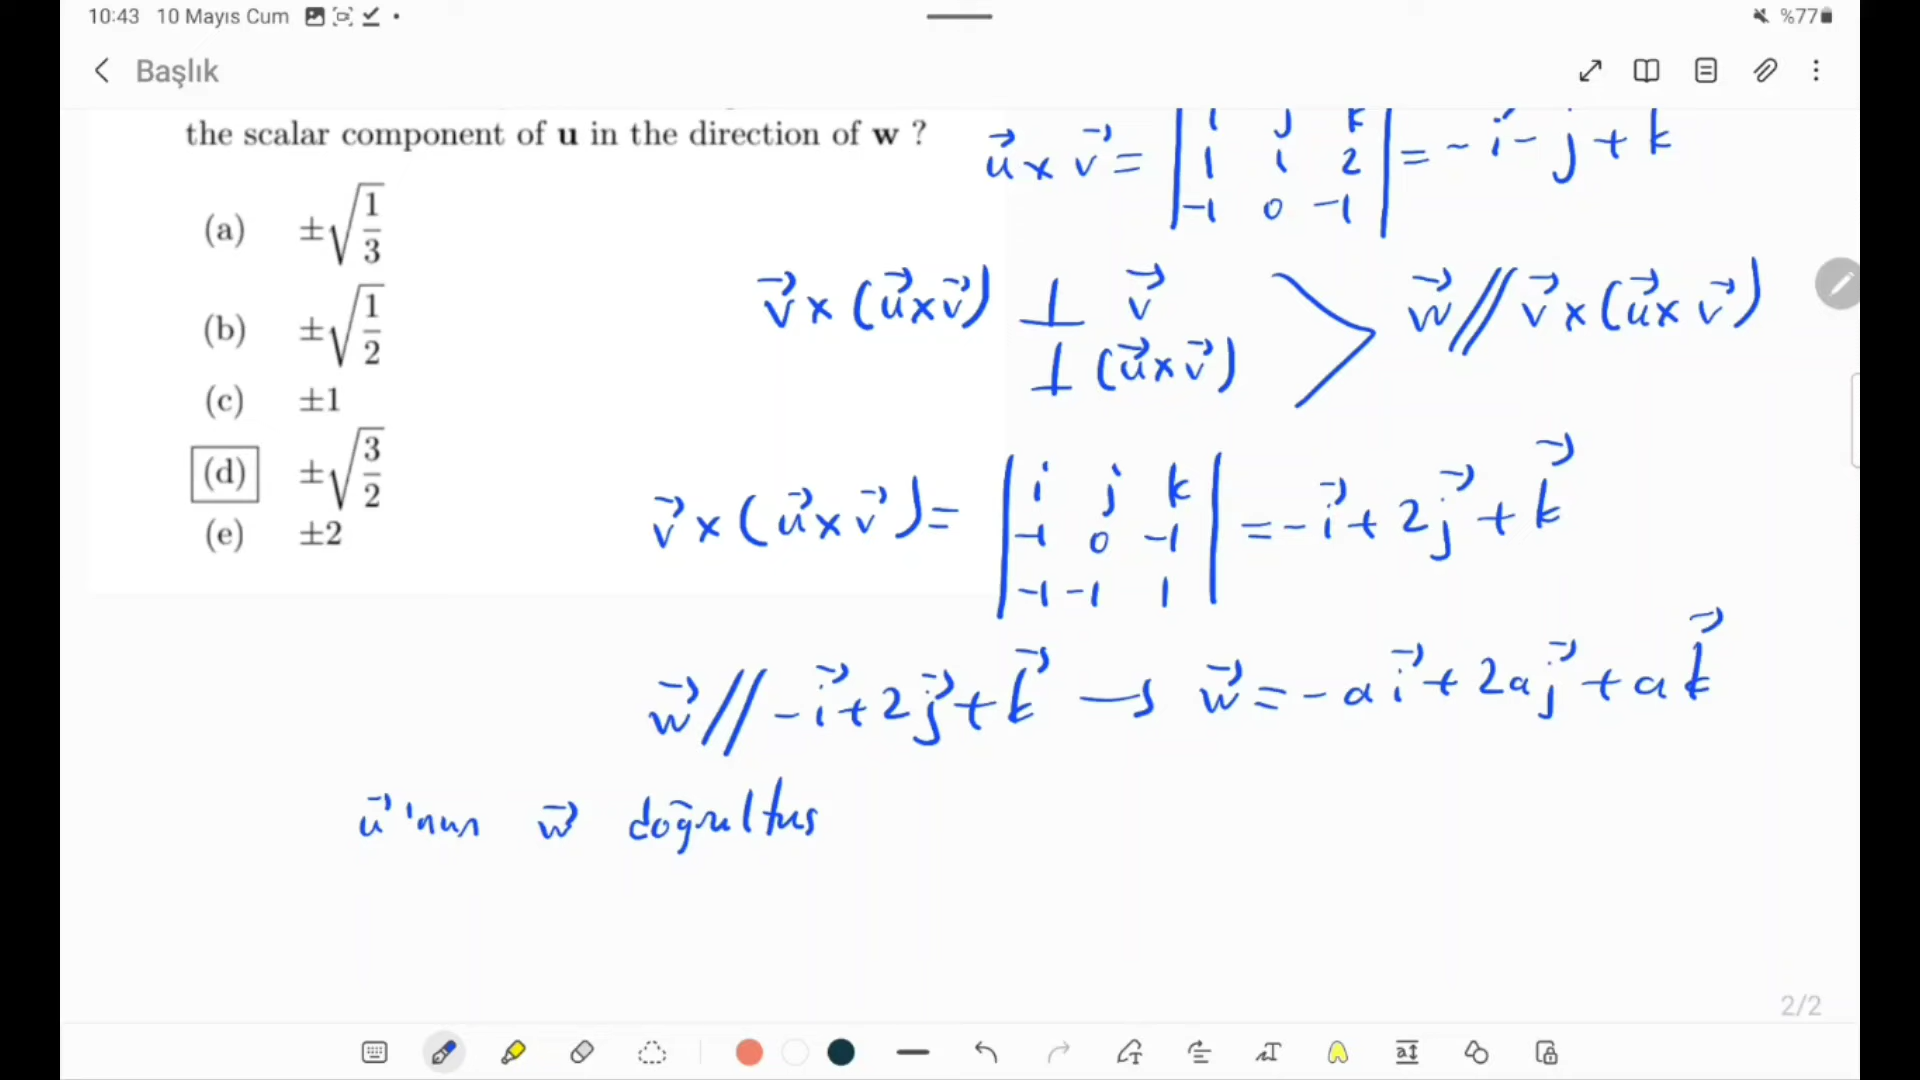 10:43 10 Mayıs Cum
%77
Başlık
the scalar component of u in the direction of w ?
(a) ±√(1/3)
(b) ±√(1/2)
(c) ±1
(d) ±√(3/2)
(e) ±2
u⃗ × v⃗ = | i j k | = -i - j + k
1 1 2
-1 0 -1
v⃗ × (u⃗ × v⃗) ⊥ v⃗
⊥ (u⃗ × v⃗)
w⃗ // v⃗ × (u⃗ × v⃗)
v⃗ × (u⃗ × v⃗) = | i j k | = -i⃗ + 2j⃗ + k⃗
-1 0 -1
-1 -1 1
w⃗ // -i⃗ + 2j⃗ + k⃗ → w⃗ = -a i⃗ + 2a j⃗ + a k⃗
u⃗'nun w⃗ doğrultus
2/2